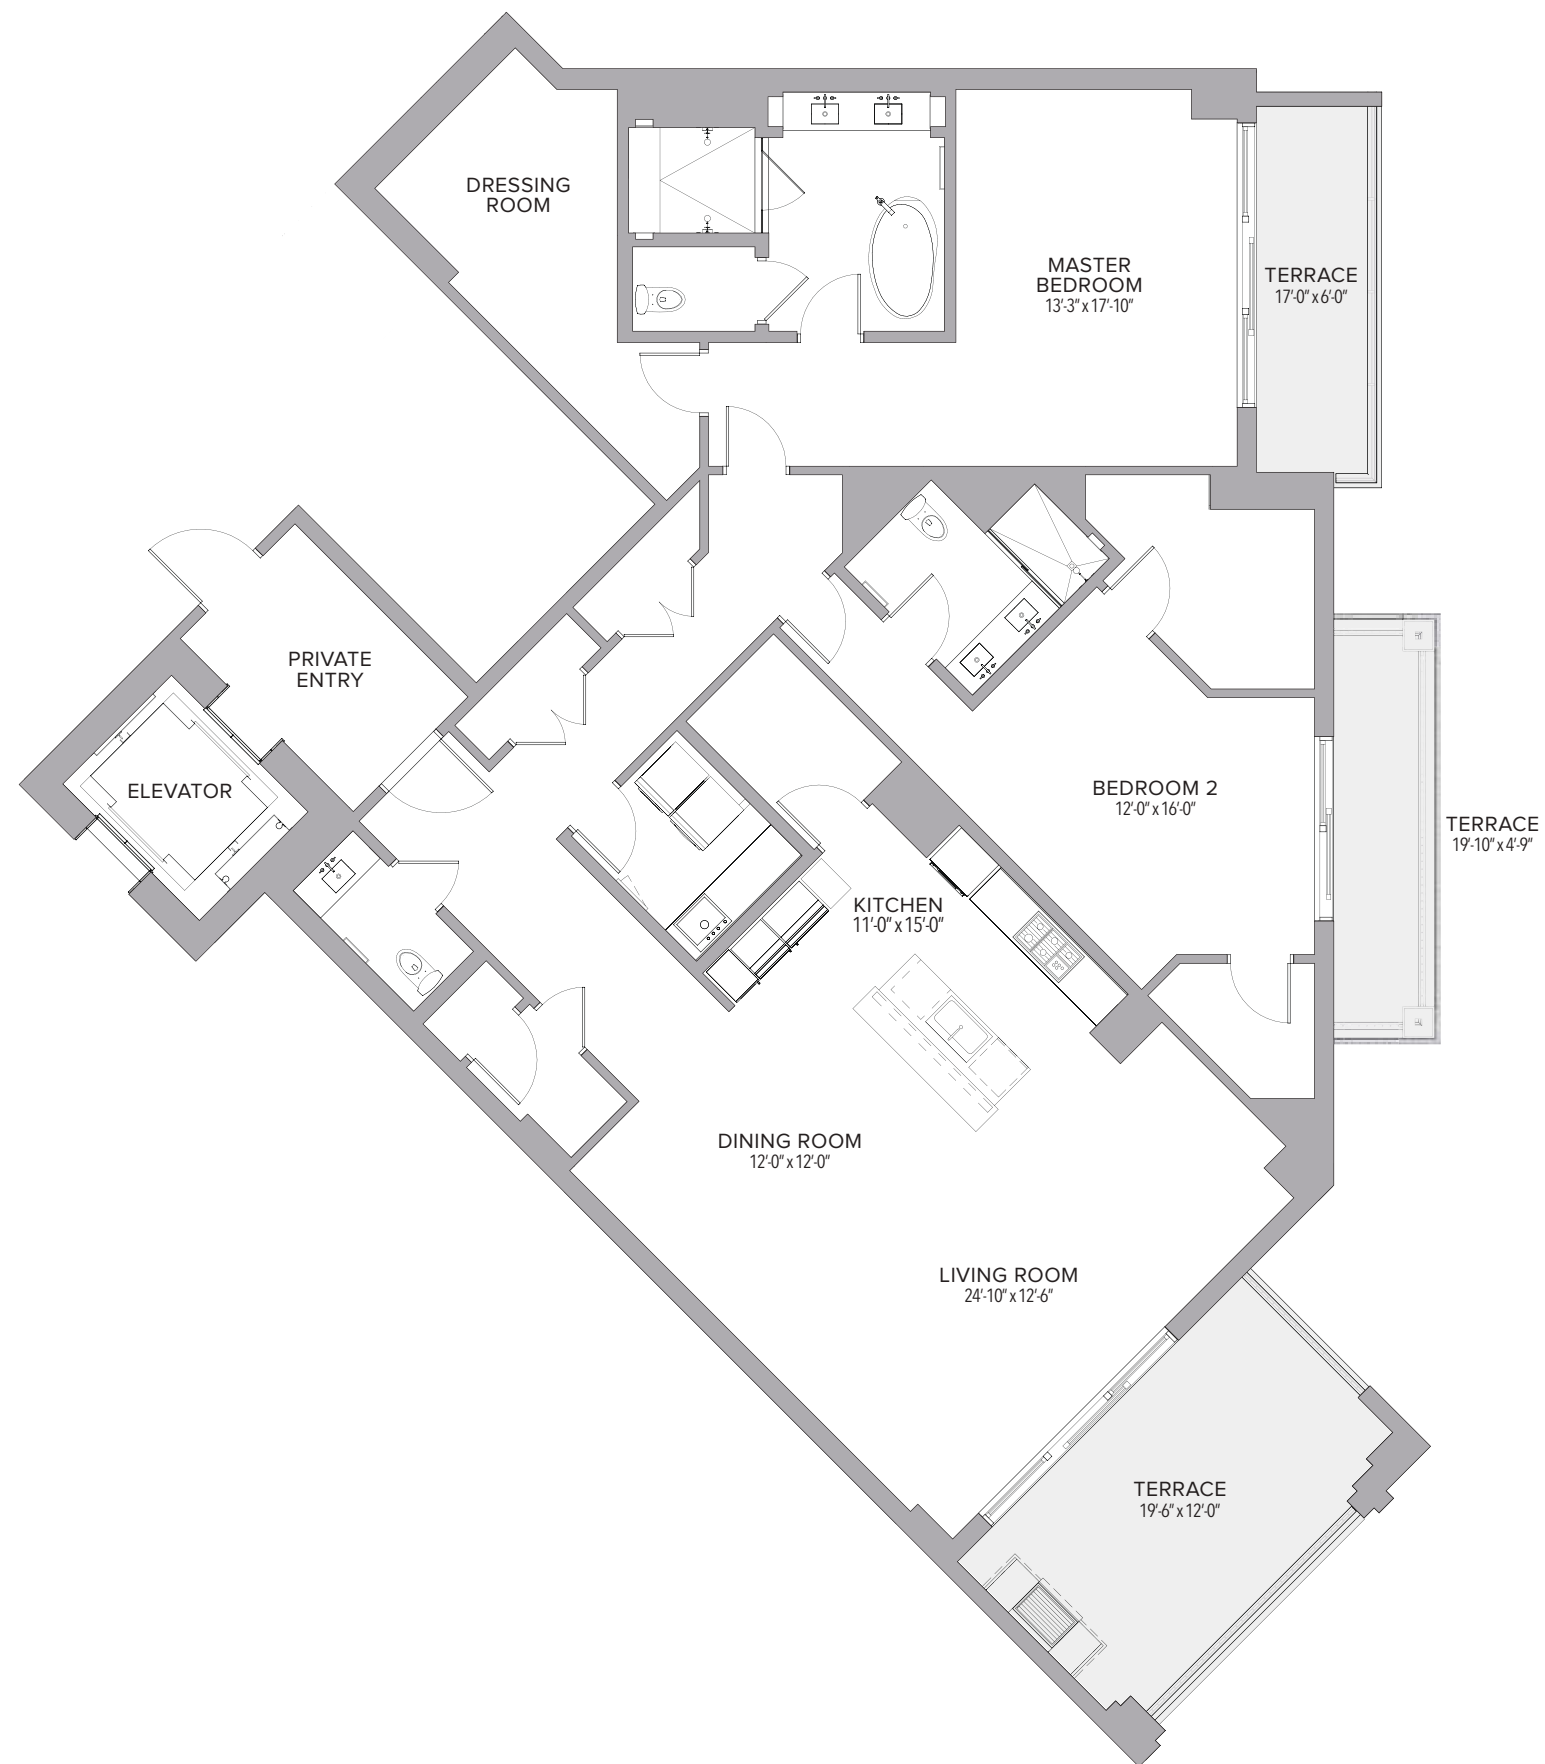 DRESSING
ROOM
MASTER
BEDROOM
13'-3" x 17'-10"
TERRACE
17'-0" x 6'-0"
PRIVATE
ENTRY
ELEVATOR
BEDROOM 2
12'-0" x 16'-0"
TERRACE
19'-10" x 4'-9"
KITCHEN
11'-0" x 15'-0"
DINING ROOM
12'-0" x 12'-0"
LIVING ROOM
24'-10" x 12'-6"
TERRACE
19'-6" x 12'-0"